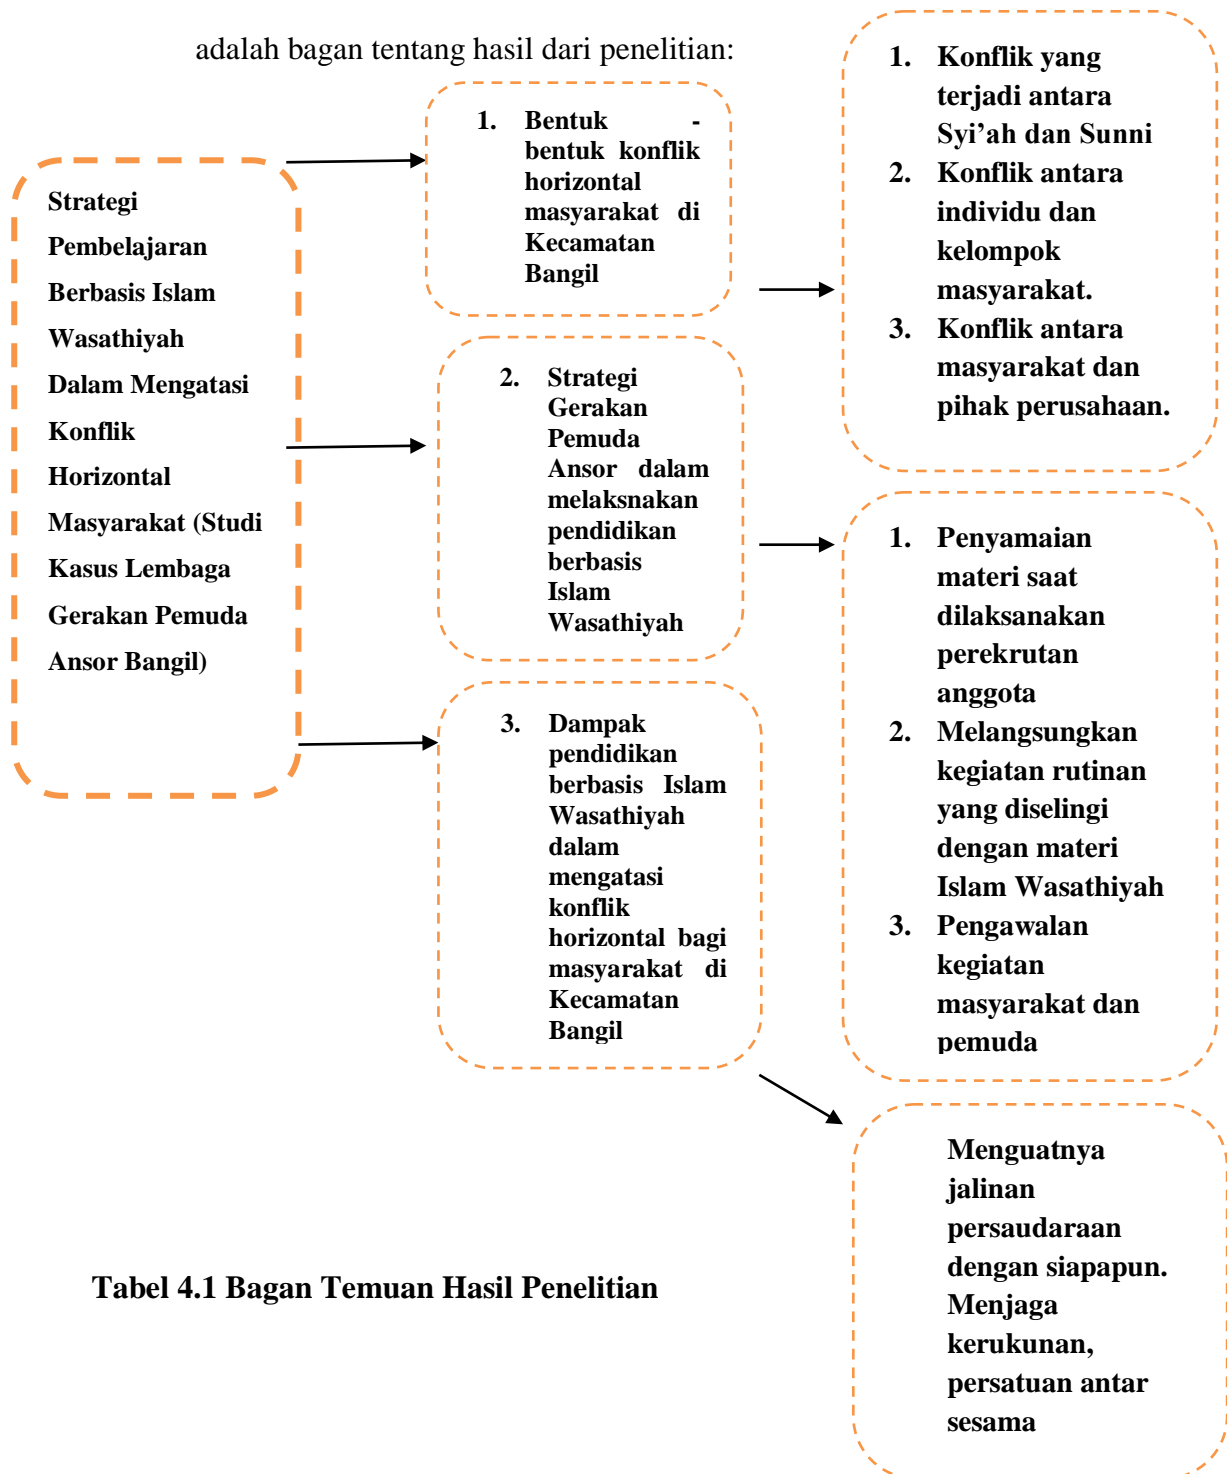 adalah bagan tentang hasil dari penelitian:
Strategi
Pembelajaran
Berbasis Islam
Wasathiyah
Dalam Mengatasi
Konflik
Horizontal
Masyarakat (Studi
Kasus Lembaga
Gerakan Pemuda
Ansor Bangil)
1. Bentuk -
bentuk konflik
horizontal
masyarakat di
Kecamatan
Bangil
2. Strategi
Gerakan
Pemuda
Ansor dalam
melaksnakan
pendidikan
berbasis
Islam
Wasathiyah
3. Dampak
pendidikan
berbasis Islam
Wasathiyah
dalam
mengatasi
konflik
horizontal bagi
masyarakat di
Kecamatan
Bangil
1. Konflik yang
terjadi antara
Syi’ah dan Sunni
2. Konflik antara
individu dan
kelompok
masyarakat.
3. Konflik antara
masyarakat dan
pihak perusahaan.
1. Penyamaian
materi saat
dilaksanakan
perekrutan
anggota
2. Melangsungkan
kegiatan rutinan
yang diselingi
dengan materi
Islam Wasathiyah
3. Pengawalan
kegiatan
masyarakat dan
pemuda
Menguatnya
jalinan
persaudaraan
dengan siapapun.
Menjaga
kerukunan,
persatuan antar
sesama
Tabel 4.1 Bagan Temuan Hasil Penelitian